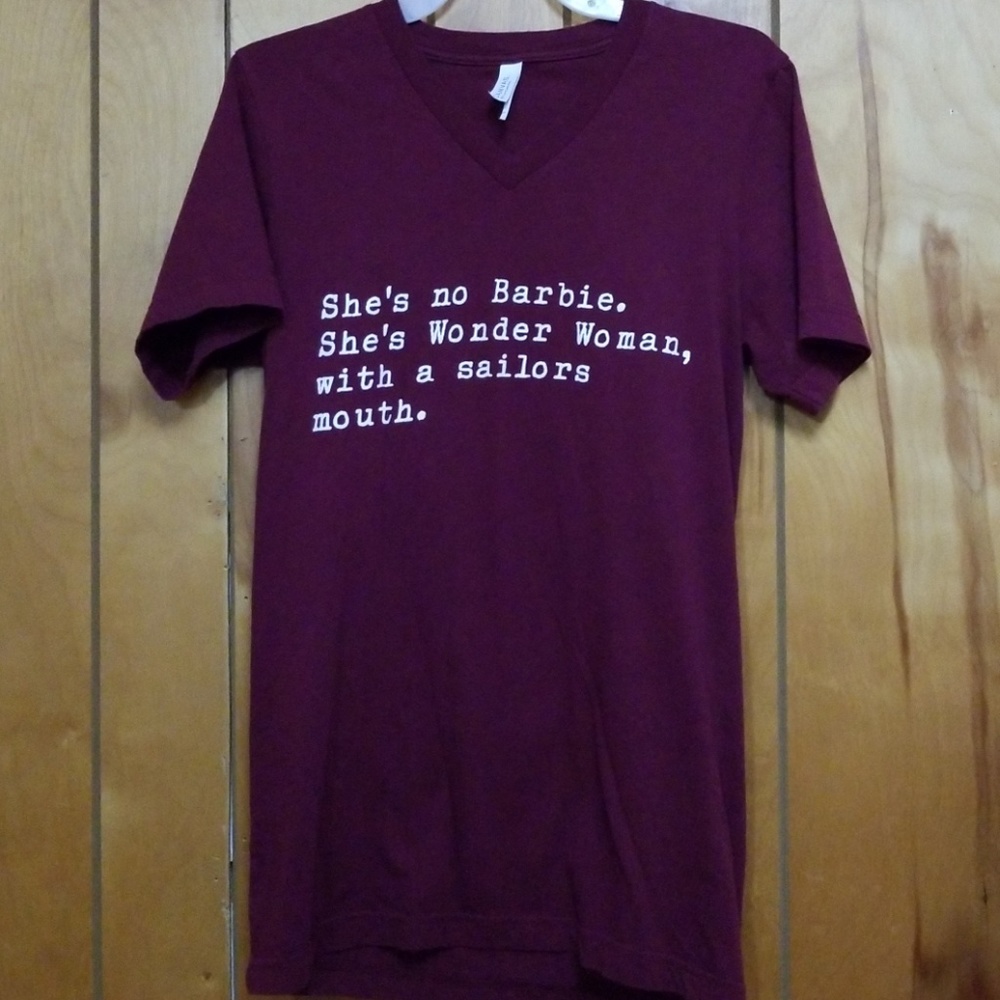 She's no Barbie.
She's Wonder Woman,
with a sailors
mouth.